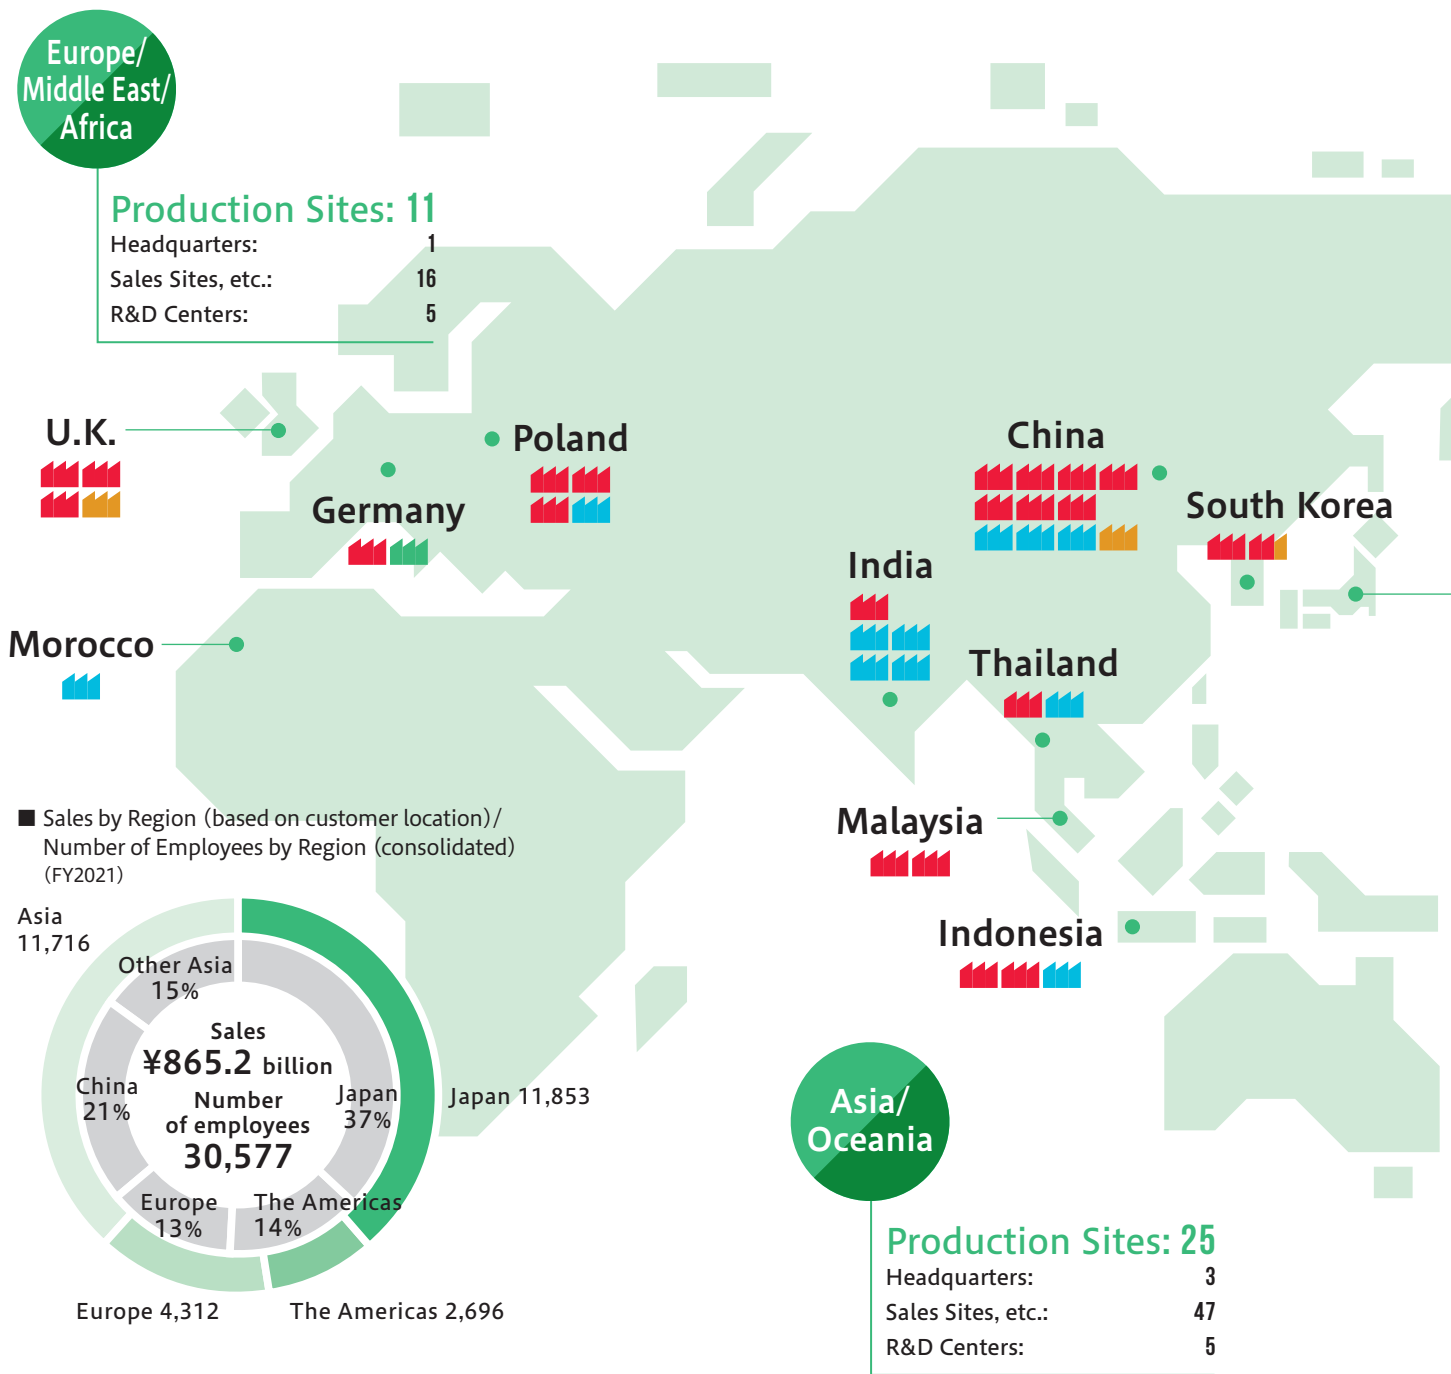 Europe/
Middle East/
Africa
Production Sites: 11
Headquarters: 1
Sales Sites, etc.: 16
R&D Centers: 5
U.K.
Poland
Germany
Morocco
China
South Korea
India
Thailand
Malaysia
Indonesia
■ Sales by Region (based on customer location)/
Number of Employees by Region (consolidated)
(FY2021)
Asia
11,716
Other Asia
15%
Sales
¥865.2 billion
Number
of employees
30,577
China
21%
Japan
37%
Japan 11,853
Europe
13%
The Americas
14%
Europe 4,312
The Americas 2,696
Asia/
Oceania
Production Sites: 25
Headquarters: 3
Sales Sites, etc.: 47
R&D Centers: 5